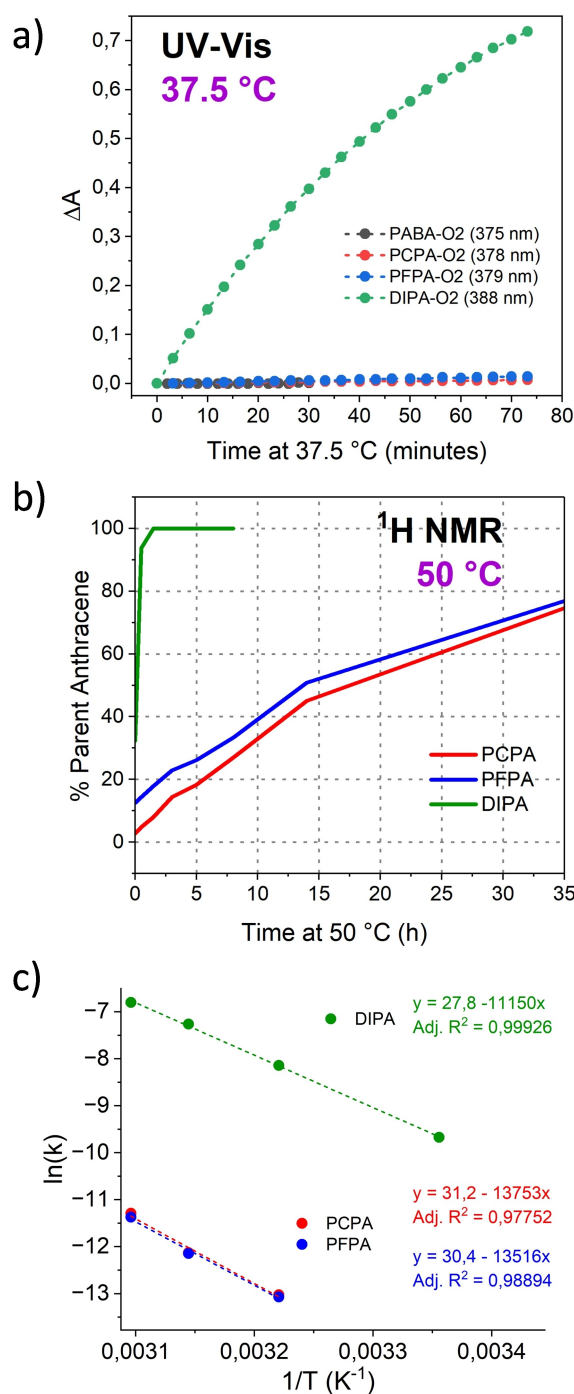 a)
UV-Vis
37.5 °C
0,7
0,6
0,5
0,4
0,3
0,2
0,1
0,0
ΔA
PABA-O2 (375 nm)
PCPA-O2 (378 nm)
PFPA-O2 (379 nm)
DIPA-O2 (388 nm)
0 10 20 30 40 50 60 70 80
Time at 37.5 °C (minutes)
b)
¹H NMR
50 °C
100
80
60
40
20
0
% Parent Anthracene
PCPA
PFPA
DIPA
0 5 10 15 20 25 30 35
Time at 50 °C (h)
c)
−7
−8
−9
−10
−11
−12
−13
ln(k)
DIPA
y = 27,8 -11150x
Adj. R² = 0,99926
PCPA
PFPA
y = 31,2 - 13753x
Adj. R² = 0,97752
y = 30,4 - 13516x
Adj. R² = 0,98894
0,0031 0,0032 0,0033 0,0034
1/T (K⁻¹)